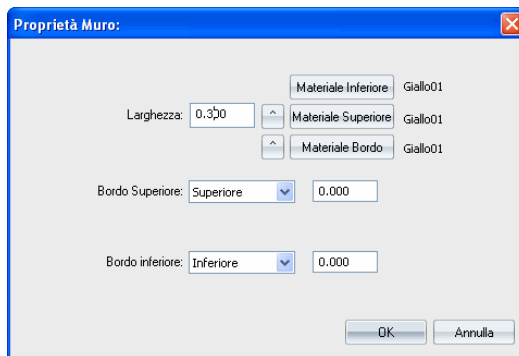 Proprietà Muro:
Materiale Inferiore Giallo01
Larghezza: 0.300 ^ Materiale Superiore Giallo01
^ Materiale Bordo Giallo01
Bordo Superiore: Superiore 0.000
Bordo inferiore: Inferiore 0.000
OK Annulla